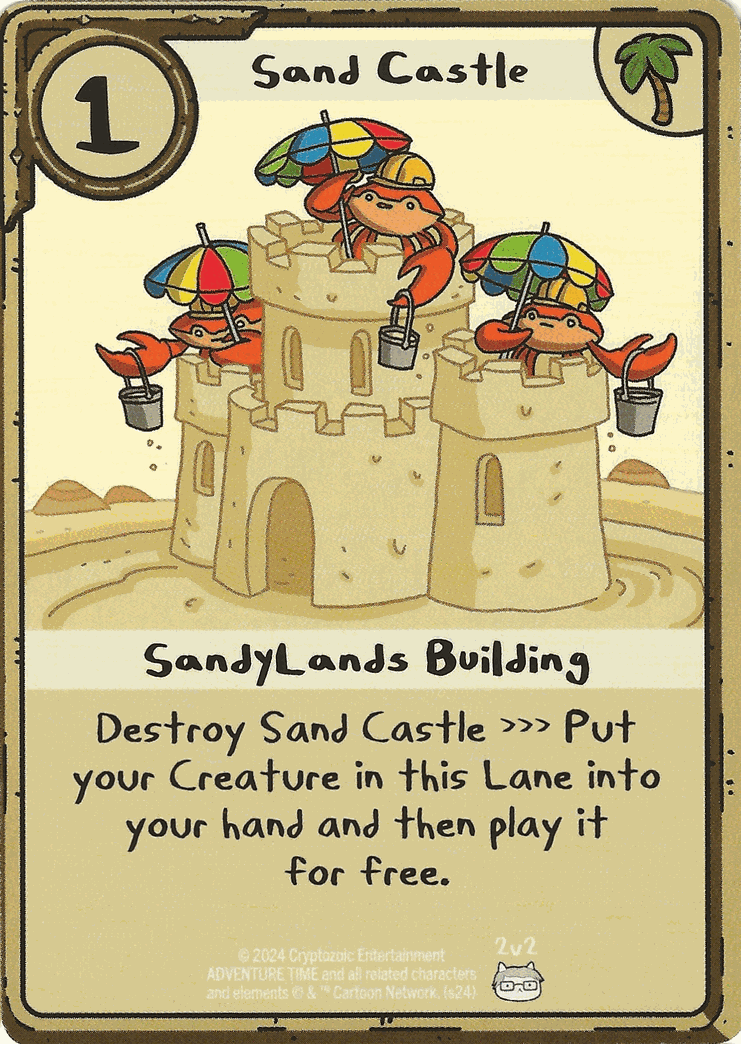 1
Sand Castle
SandyLands Building
Destroy Sand Castle >>> Put
your Creature in this Lane into
your hand and then play it
for free.
© 2024 Cryptozoic Entertainment
ADVENTURE TIME and all related characters
and elements © & ™ Cartoon Network. (s24)
2v2